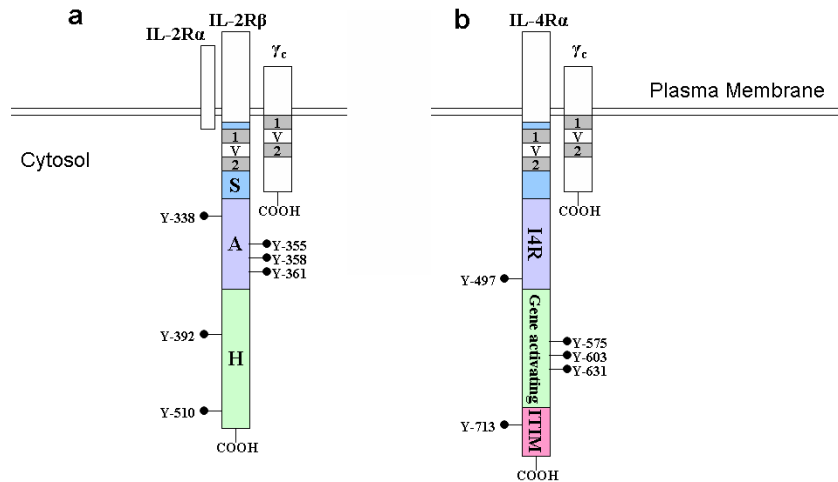 a
IL-2Rβ
IL-2Rα
γc
1
V
2
1
V
2
S
COOH
Y-338
A
Y-355
Y-358
Y-361
Y-392
H
Y-510
COOH
Cytosol
b
IL-4Rα
γc
Plasma Membrane
1
V
2
1
V
2
COOH
I4R
Y-497
Gene activating
Y-575
Y-603
Y-631
ITIM
Y-713
COOH